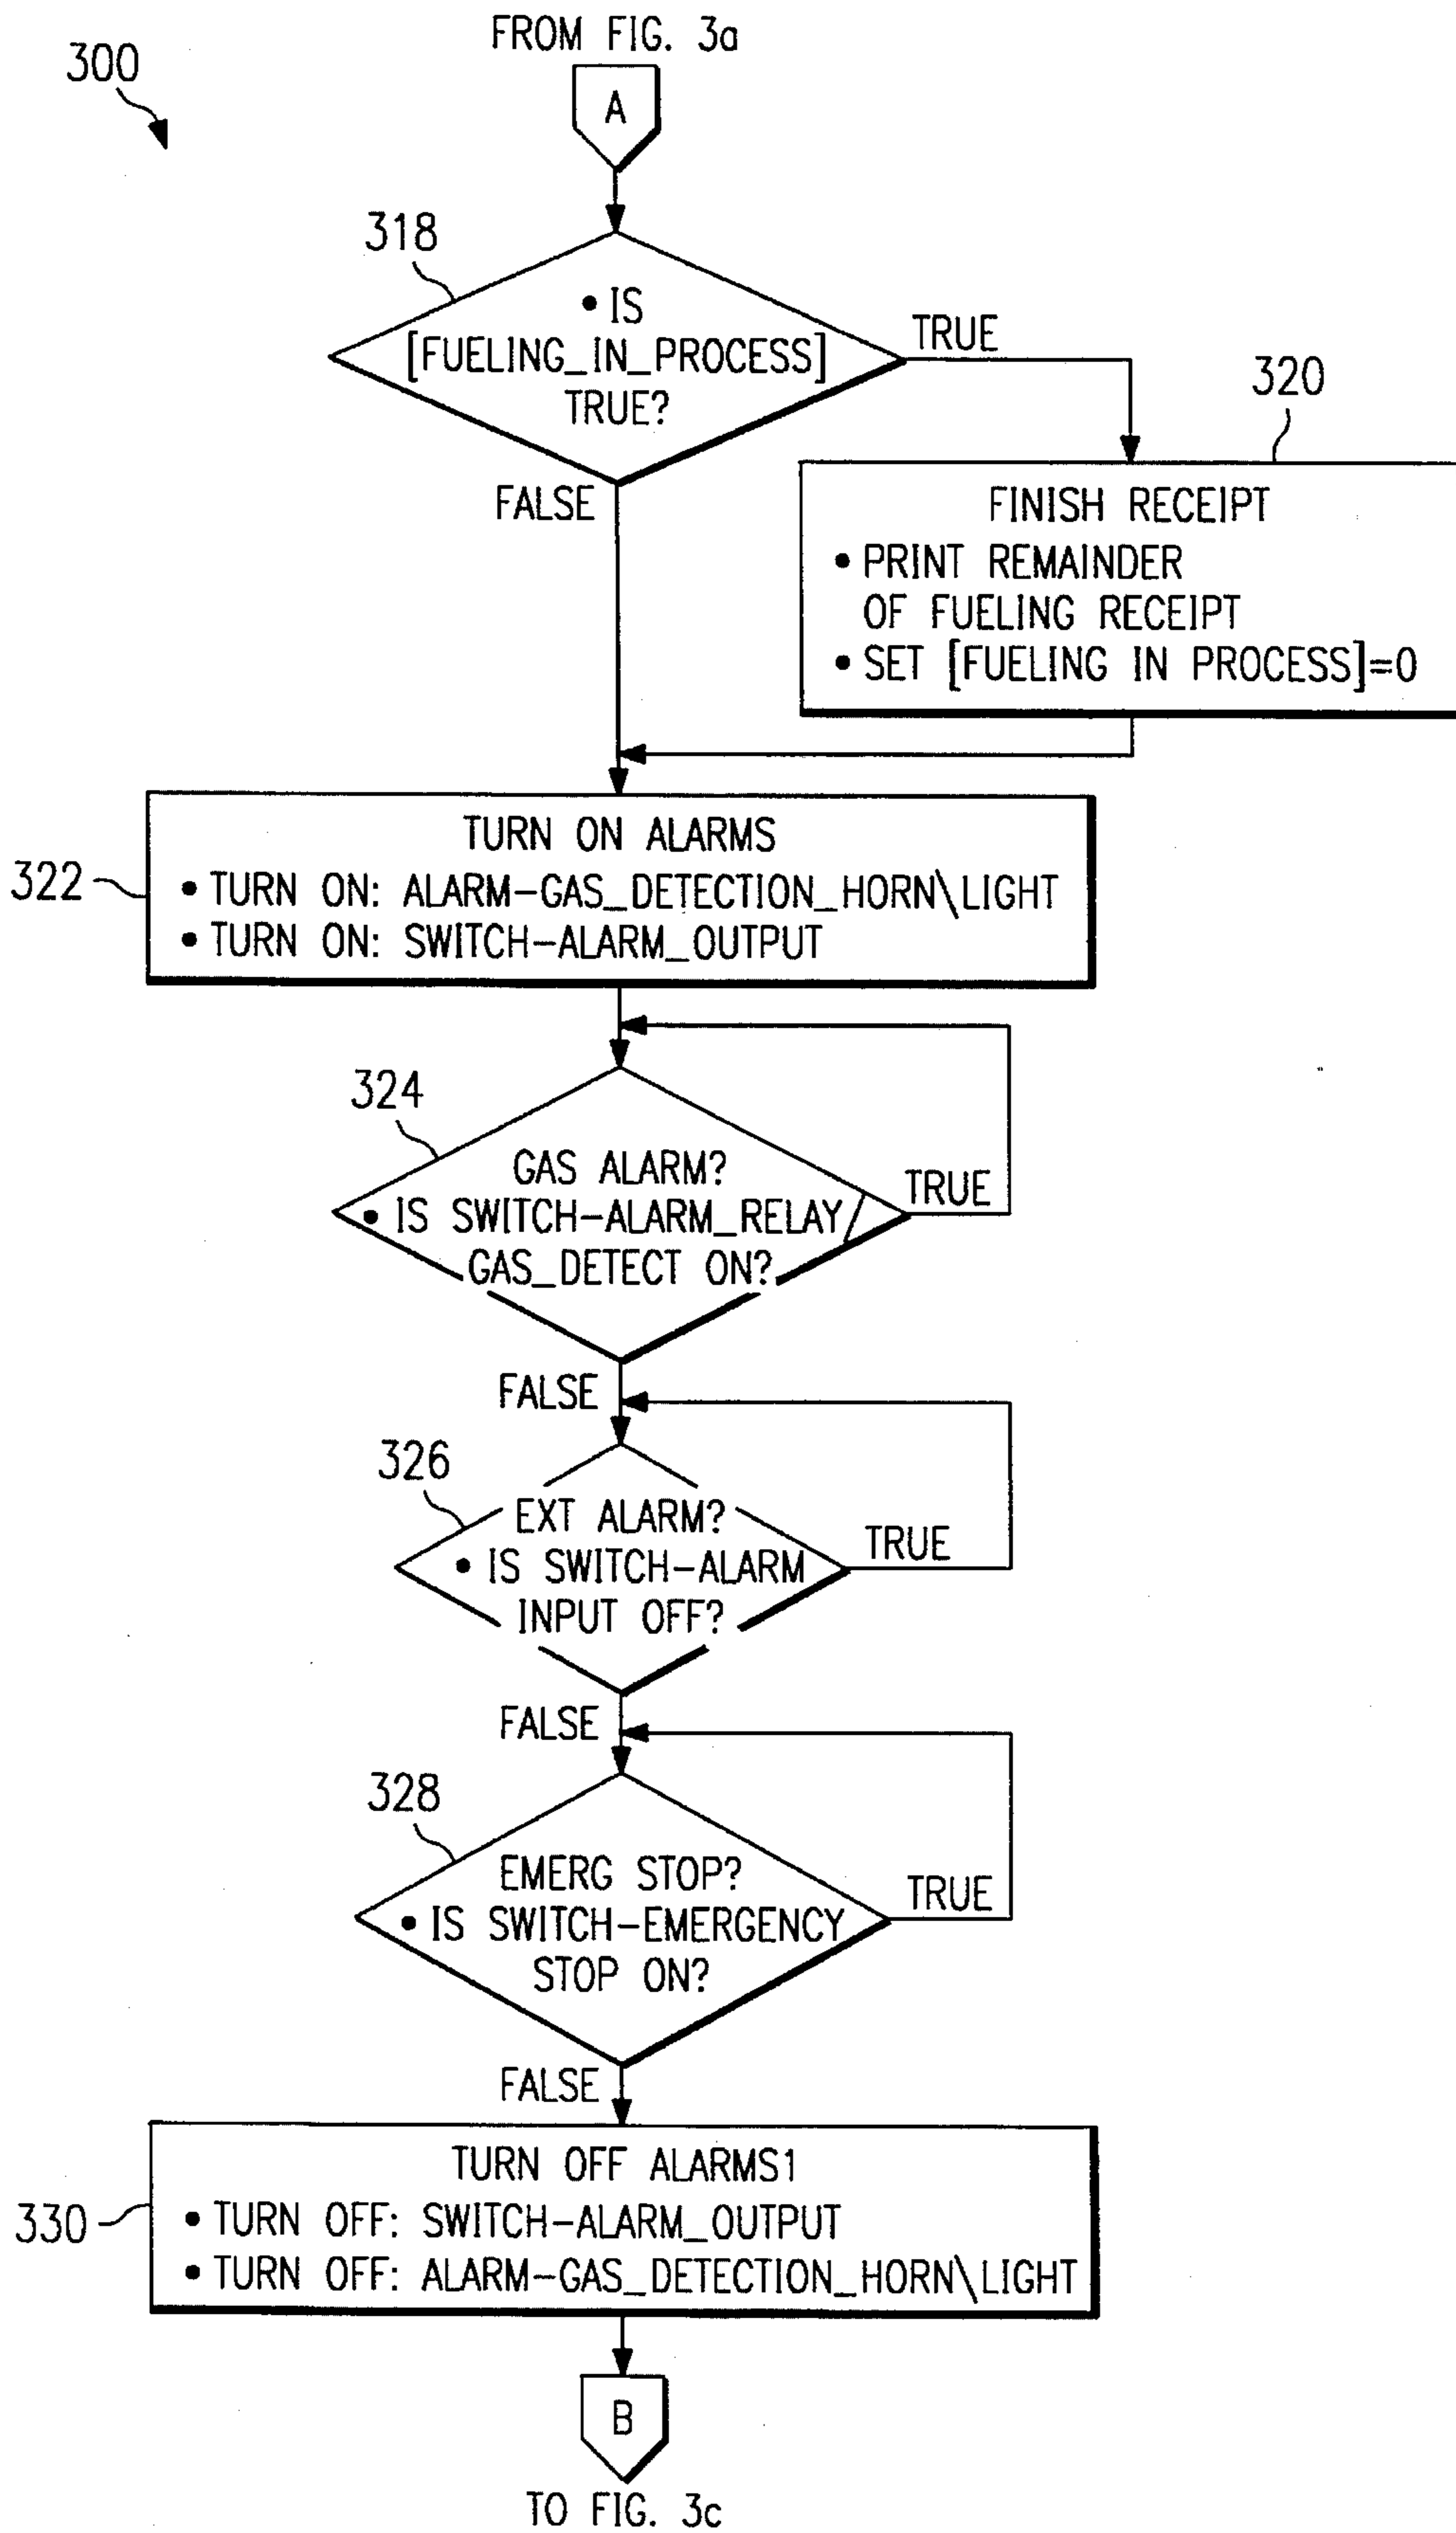 FROM FIG. 3a
300
A
318
• IS
[FUELING_IN_PROCESS]
TRUE?
TRUE
FALSE
320
FINISH RECEIPT
• PRINT REMAINDER
OF FUELING RECEIPT
• SET [FUELING IN PROCESS]=0
322
TURN ON ALARMS
• TURN ON: ALARM-GAS_DETECTION_HORN\LIGHT
• TURN ON: SWITCH-ALARM_OUTPUT
324
GAS ALARM?
• IS SWITCH-ALARM_RELAY/
GAS_DETECT ON?
TRUE
FALSE
326
EXT ALARM?
• IS SWITCH-ALARM
INPUT OFF?
TRUE
FALSE
328
EMERG STOP?
• IS SWITCH-EMERGENCY
STOP ON?
TRUE
FALSE
330
TURN OFF ALARMS1
• TURN OFF: SWITCH-ALARM_OUTPUT
• TURN OFF: ALARM-GAS_DETECTION_HORN\LIGHT
B
TO FIG. 3c